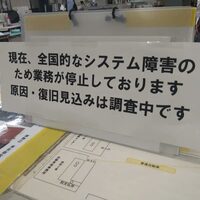 現在、全国的なシステム障害の
ため業務が停止しております
原因・復旧見込みは調査中です